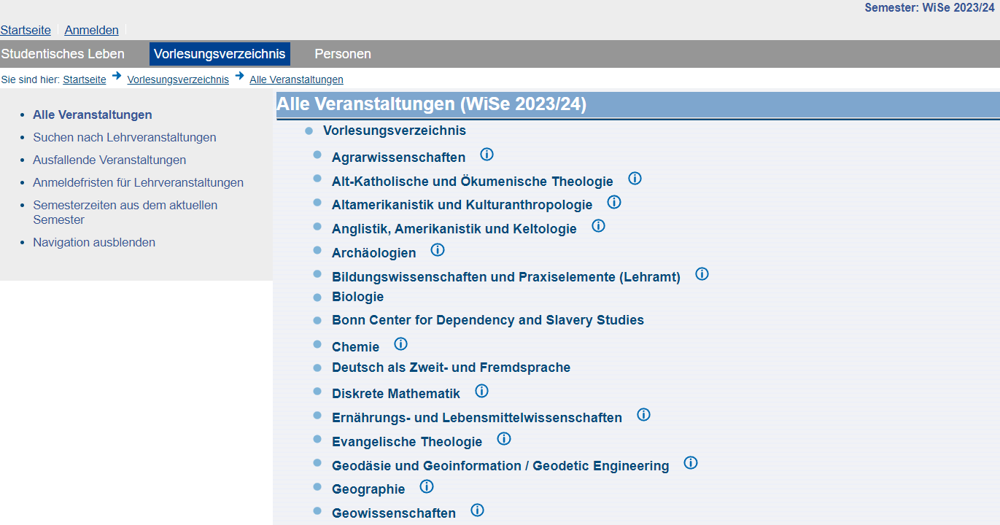 Semester: WiSe 2023/24
Startseite Anmelden
Studentisches Leben Vorlesungsverzeichnis Personen
Sie sind hier: Startseite Vorlesungsverzeichnis Alle Veranstaltungen
Alle Veranstaltungen
Suchen nach Lehrveranstaltungen
Ausfallende Veranstaltungen
Anmeldefristen für Lehrveranstaltungen
Semesterzeiten aus dem aktuellen
Semester
Navigation ausblenden
Alle Veranstaltungen (WiSe 2023/24)
Vorlesungsverzeichnis
Agrarwissenschaften
Alt-Katholische und Ökumenische Theologie
Altamerikanistik und Kulturanthropologie
Anglistik, Amerikanistik und Keltologie
Archäologien
Bildungswissenschaften und Praxiselemente (Lehramt)
Biologie
Bonn Center for Dependency and Slavery Studies
Chemie
Deutsch als Zweit- und Fremdsprache
Diskrete Mathematik
Ernährungs- und Lebensmittelwissenschaften
Evangelische Theologie
Geodäsie und Geoinformation / Geodetic Engineering
Geographie
Geowissenschaften